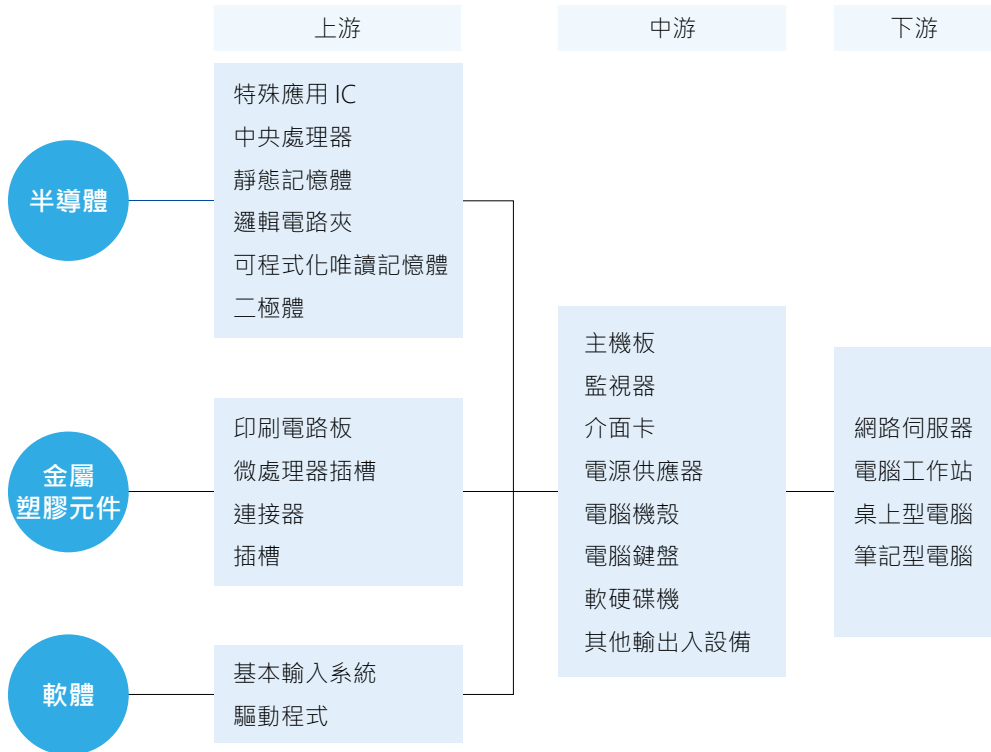 上游
中游
下游
半導體
特殊應用 IC
中央處理器
靜態記憶體
邏輯電路夾
可程式化唯讀記憶體
二極體
金屬
塑膠元件
印刷電路板
微處理器插槽
連接器
插槽
軟體
基本輸入系統
驅動程式
主機板
監視器
介面卡
電源供應器
電腦機殼
電腦鍵盤
軟硬碟機
其他輸出入設備
網路伺服器
電腦工作站
桌上型電腦
筆記型電腦